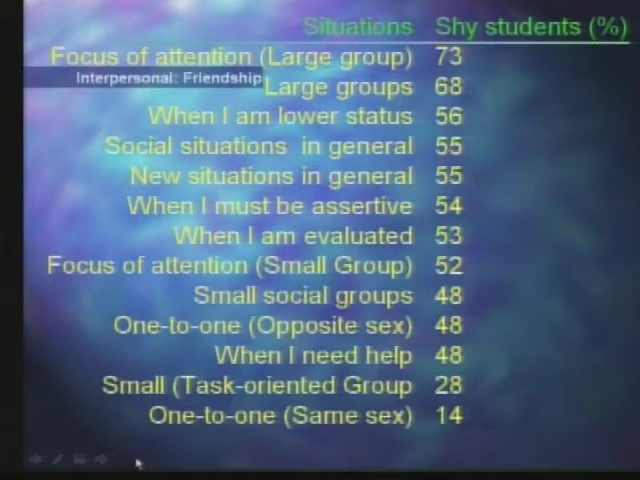 Situations Shy students (%)
Focus of attention (Large group) 73
Interpersonal: Friendship
Large groups 68
When I am lower status 56
Social situations in general 55
New situations in general 55
When I must be assertive 54
When I am evaluated 53
Focus of attention (Small Group) 52
Small social groups 48
One-to-one (Opposite sex) 48
When I need help 48
Small (Task-oriented Group 28
One-to-one (Same sex) 14